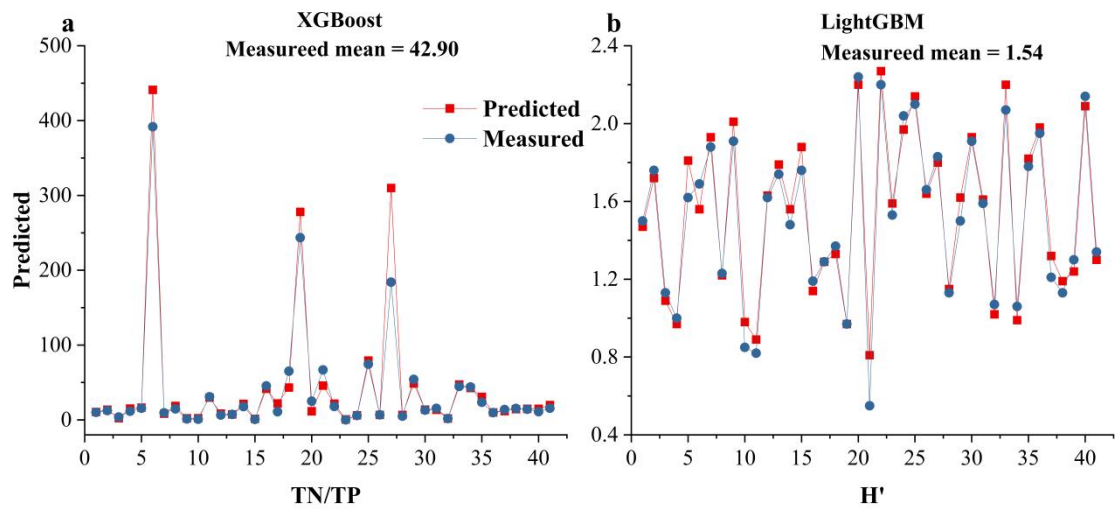 a XGBoost
Measureed mean = 42.90
500
400
300
200
100
0
Predicted
Predicted
Measured
0 5 10 15 20 25 30 35 40
TN/TP
b LightGBM
Measureed mean = 1.54
2.4
2.0
1.6
1.2
0.8
0.4
0 5 10 15 20 25 30 35 40
H'